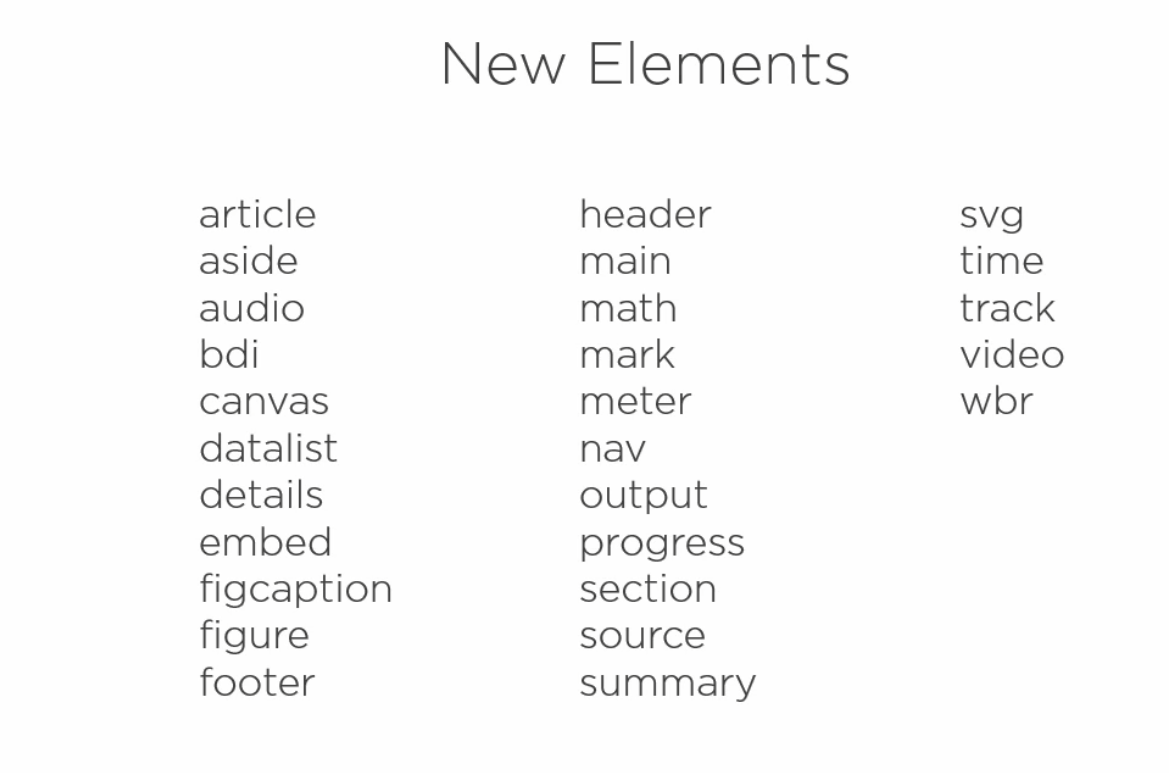 New Elements
article
aside
audio
bdi
canvas
datalist
details
embed
figcaption
figure
footer
header
main
math
mark
meter
nav
output
progress
section
source
summary
svg
time
track
video
wbr